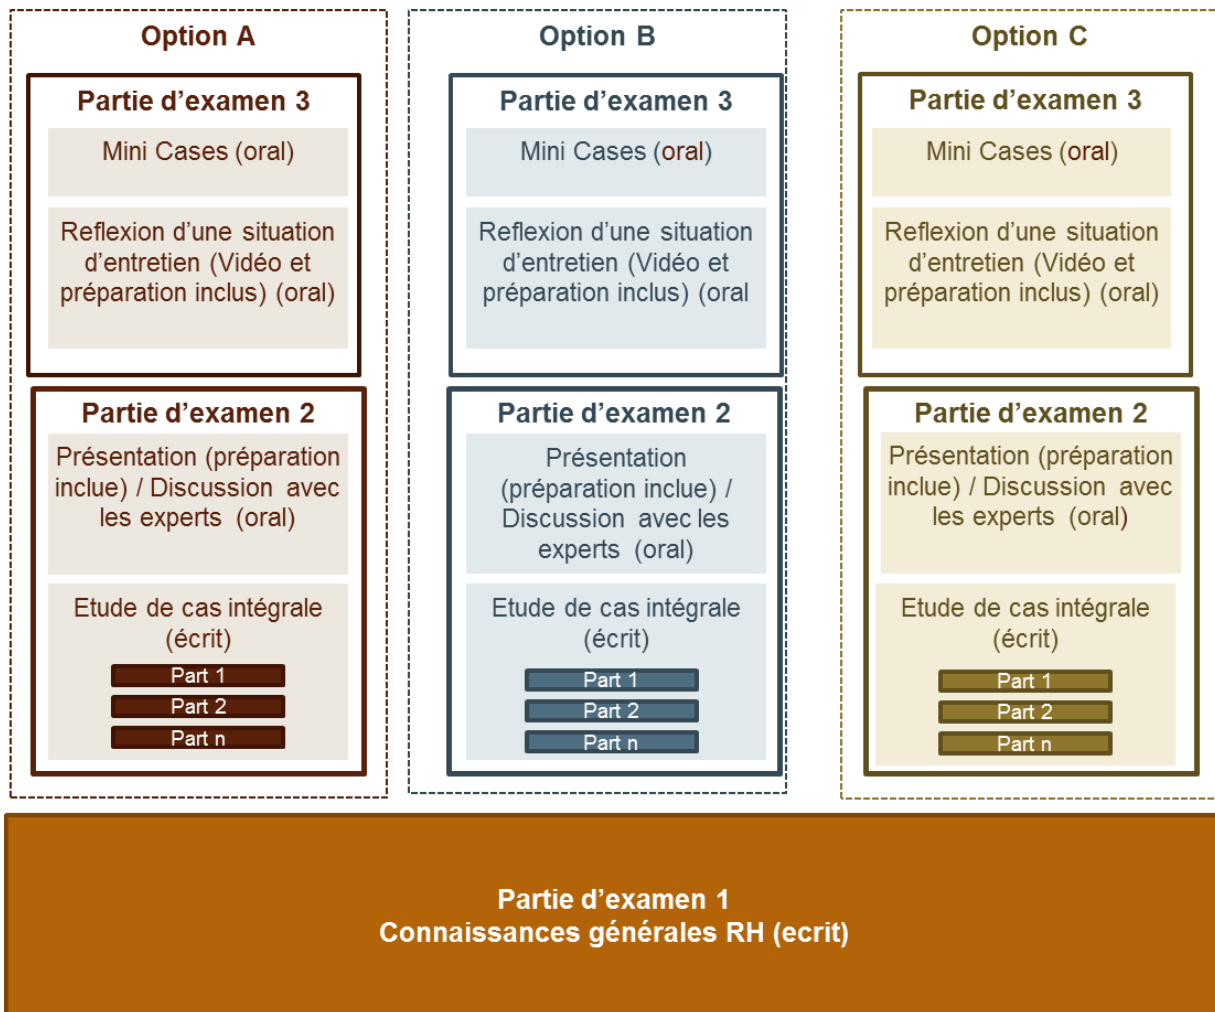 Option A
Partie d’examen 3
Mini Cases (oral)
Reflexion d’une situation
d’entretien (Vidéo et
préparation inclus) (oral)
Partie d’examen 2
Présentation (préparation
inclue) / Discussion avec
les experts (oral)
Etude de cas intégrale
(écrit)
Part 1
Part 2
Part n
Option B
Partie d’examen 3
Mini Cases (oral)
Reflexion d’une situation
d’entretien (Vidéo et
préparation inclus) (oral
Partie d’examen 2
Présentation
(préparation inclue) /
Discussion avec les
experts (oral)
Etude de cas intégrale
(écrit)
Part 1
Part 2
Part n
Option C
Partie d’examen 3
Mini Cases (oral)
Reflexion d’une situation
d’entretien (Vidéo et
préparation inclus) (oral)
Partie d’examen 2
Présentation (préparation
inclue) / Discussion avec
les experts (oral)
Etude de cas intégrale
(écrit)
Part 1
Part 2
Part n
Partie d’examen 1
Connaissances générales RH (ecrit)